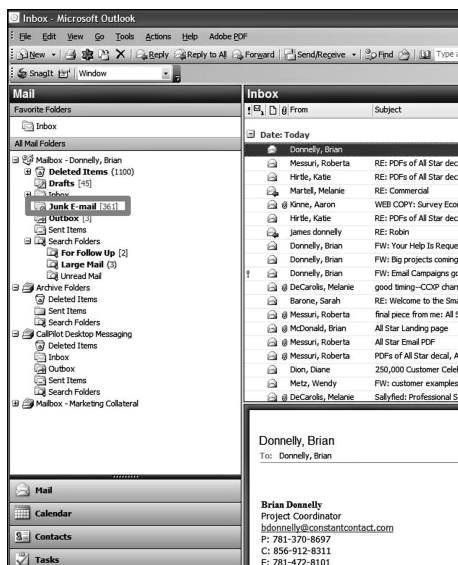 Inbox - Microsoft Outlook
File Edit View Go Tools Actions Help Adobe PDF
New Reply Reply to All Forward Send/Receive Find Type a
SnagIt Window
Mail
Favorite Folders
Inbox
All Mail Folders
Mailbox - Donnelly, Brian
Deleted Items (1100)
Drafts [45]
Inbox
Junk E-mail [361]
Outbox [3]
Sent Items
Search Folders
For Follow Up [2]
Large Mail (3)
Unread Mail
Archive Folders
Deleted Items
Sent Items
Search Folders
CallPilot Desktop Messaging
Deleted Items
Inbox
Outbox
Sent Items
Search Folders
Mailbox - Marketing Collateral
Mail
Calendar
Contacts
Tasks
Inbox
From Subject
Date: Today
Donnelly, Brian
Messuri, Roberta RE: PDFs of All Star dec
Hirtle, Katie RE: PDFs of All Star dec
Martell, Melanie RE: Commercial
Kinne, Aaron WEB COPY: Survey Econ
Hirtle, Katie RE: PDFs of All Star dec
james donnelly RE: Robin
Donnelly, Brian FW: Your Help Is Reque
Donnelly, Brian FW: Big projects coming
Donnelly, Brian FW: Email Campaigns go
DeCarolis, Melanie good timing--CCXP chan
Barone, Sarah RE: Welcome to the Sma
Messuri, Roberta final piece from me: All S
McDonald, Brian All Star Landing page
Messuri, Roberta All Star Email PDF
Messuri, Roberta PDFs of All Star decal, A
Dion, Diane 250,000 Customer Celeb
Metz, Wendy FW: customer examples
DeCarolis, Melanie Sallyfied: Professional S
Donnelly, Brian
To: Donnelly, Brian
Brian Donnelly
Project Coordinator
bdonnelly@constantcontact.com
P: 781-370-8697
C: 856-912-8311
F: 781-472-8101